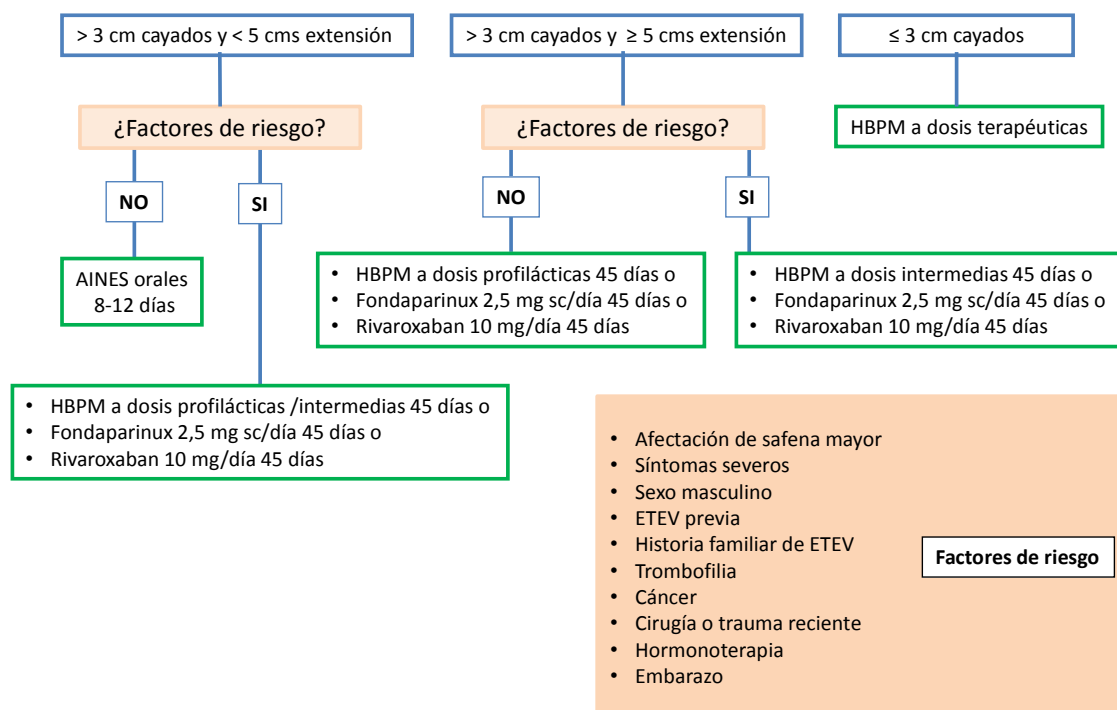 > 3 cm cayados y < 5 cms extensión
> 3 cm cayados y ≥ 5 cms extensión
≤ 3 cm cayados
¿Factores de riesgo?
¿Factores de riesgo?
HBPM a dosis terapéuticas
NO
SI
NO
SI
AINES orales
8-12 días
• HBPM a dosis profilácticas 45 días o
• Fondaparinux 2,5 mg sc/día 45 días o
• Rivaroxaban 10 mg/día 45 días
• HBPM a dosis intermedias 45 días o
• Fondaparinux 2,5 mg sc/día 45 días o
• Rivaroxaban 10 mg/día 45 días
• HBPM a dosis profilácticas /intermedias 45 días o
• Fondaparinux 2,5 mg sc/día 45 días o
• Rivaroxaban 10 mg/día 45 días
• Afectación de safena mayor
• Síntomas severos
• Sexo masculino
• ETEV previa
• Historia familiar de ETEV
• Trombofilia
• Cáncer
• Cirugía o trauma reciente
• Hormonoterapia
• Embarazo
Factores de riesgo